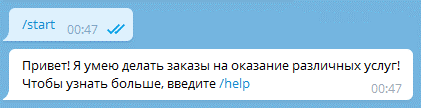 /start 00:47
Привет! Я умею делать заказы на оказание различных услуг!
Чтобы узнать больше, введите /help
00:47